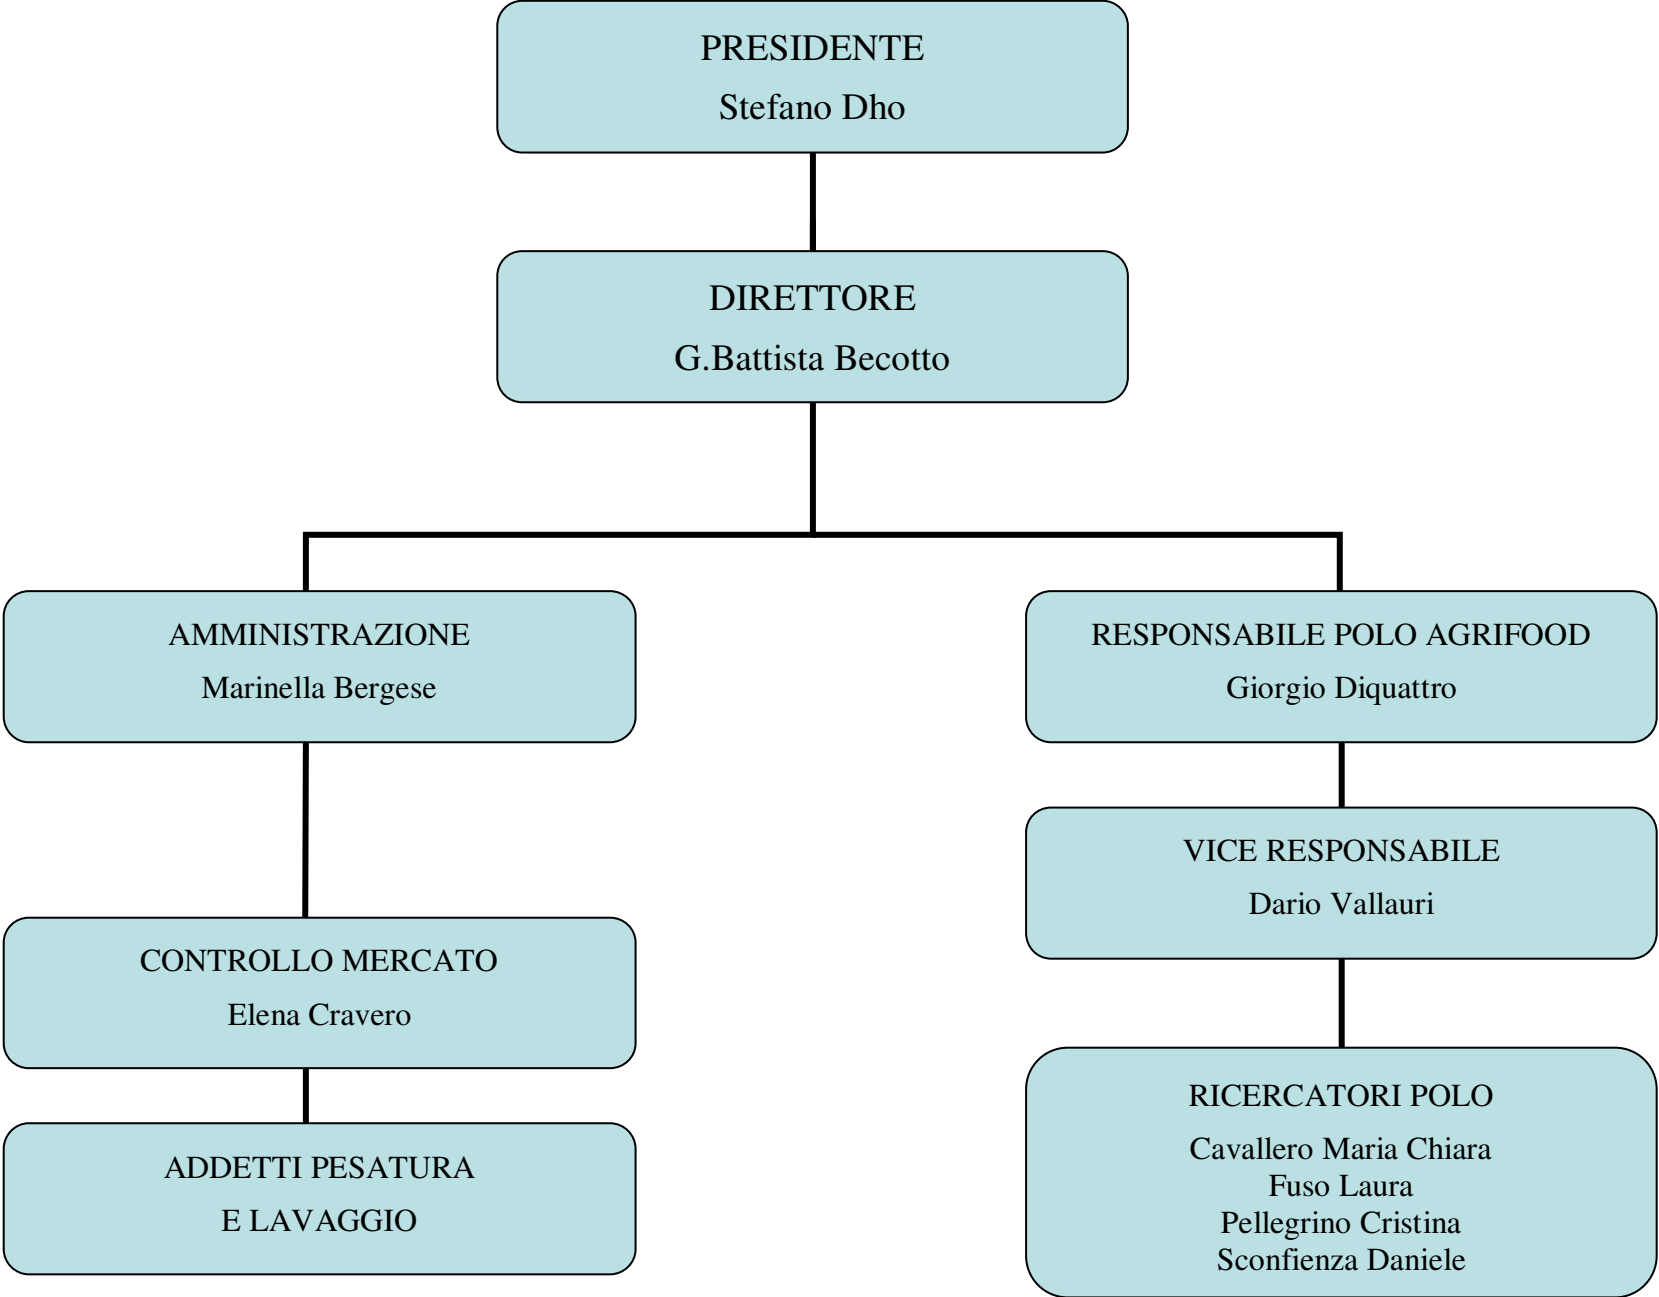 PRESIDENTE
Stefano Dho
DIRETTORE
G.Battista Becotto
AMMINISTRAZIONE
Marinella Bergese
RESPONSABILE POLO AGRIFOOD
Giorgio Diquattro
VICE RESPONSABILE
Dario Vallauri
CONTROLLO MERCATO
Elena Cravero
RICERCATORI POLO
Cavallero Maria Chiara
Fuso Laura
Pellegrino Cristina
Sconfienza Daniele
ADDETTI PESATURA
E LAVAGGIO